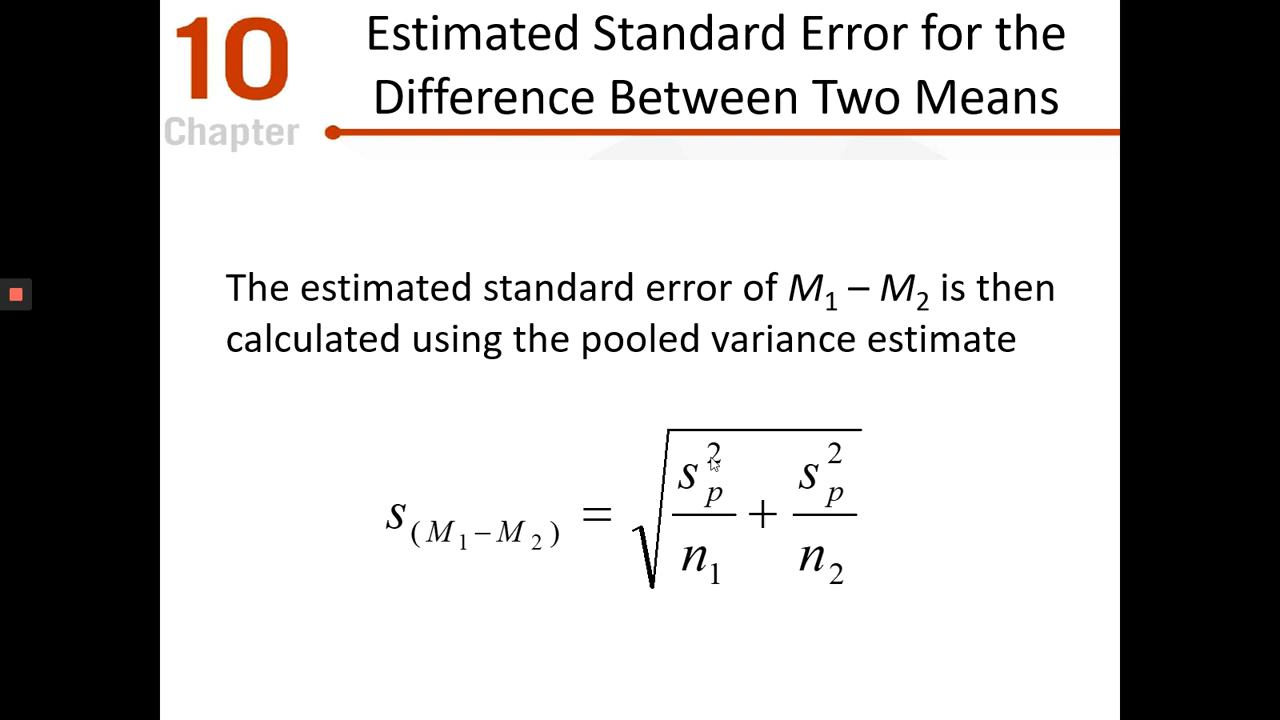 10
Chapter
Estimated Standard Error for the
Difference Between Two Means
The estimated standard error of M₁ – M₂ is then
calculated using the pooled variance estimate
s₍M₁−M₂₎ = √(s²ₚ/n₁ + s²ₚ/n₂)